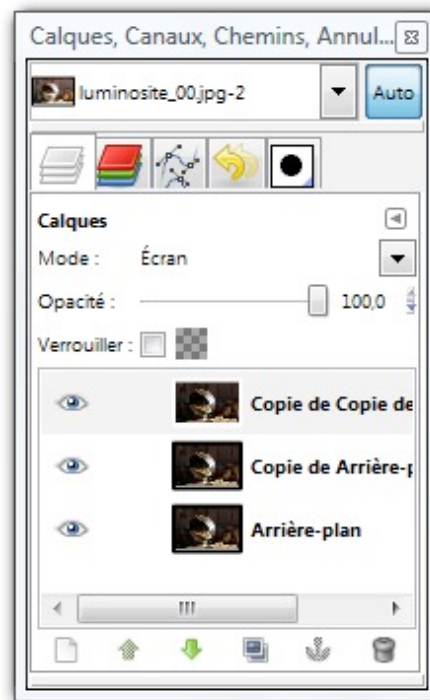 Calques, Canaux, Chemins, Annul...
luminosite_00.jpg-2
Auto
Calques
Mode : Écran
Opacité : 100,0
Verrouiller :
Copie de Copie de
Copie de Arrière-p
Arrière-plan